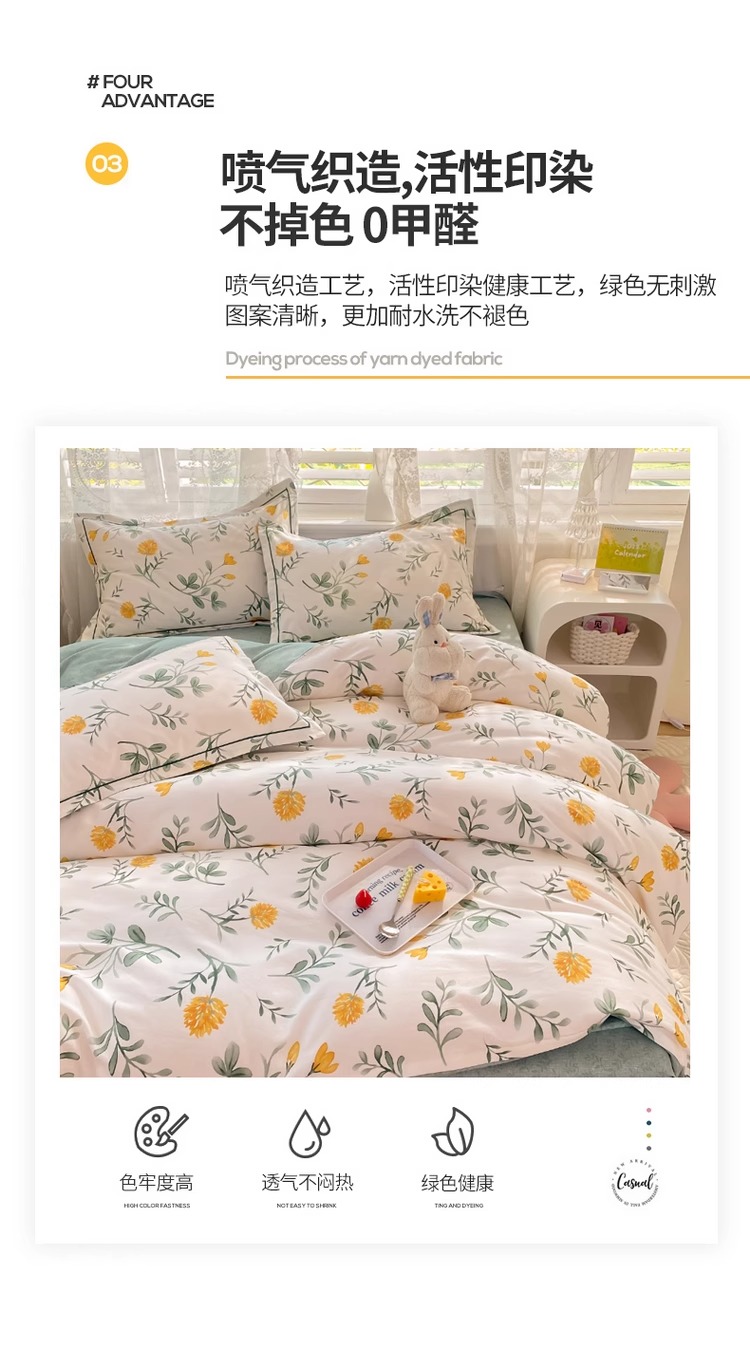 # FOUR
ADVANTAGE
03
喷气织造,活性印染
不掉色 0甲醛
喷气织造工艺，活性印染健康工艺，绿色无刺激
图案清晰，更加耐水洗不褪色
Dyeing process of yarn dyed fabric
Calendar
见
色牢度高
透气不闷热
绿色健康
HIGH COLOR FASTNESS
NOT EASY TO SHRINK
TING AND DYEING
Casual